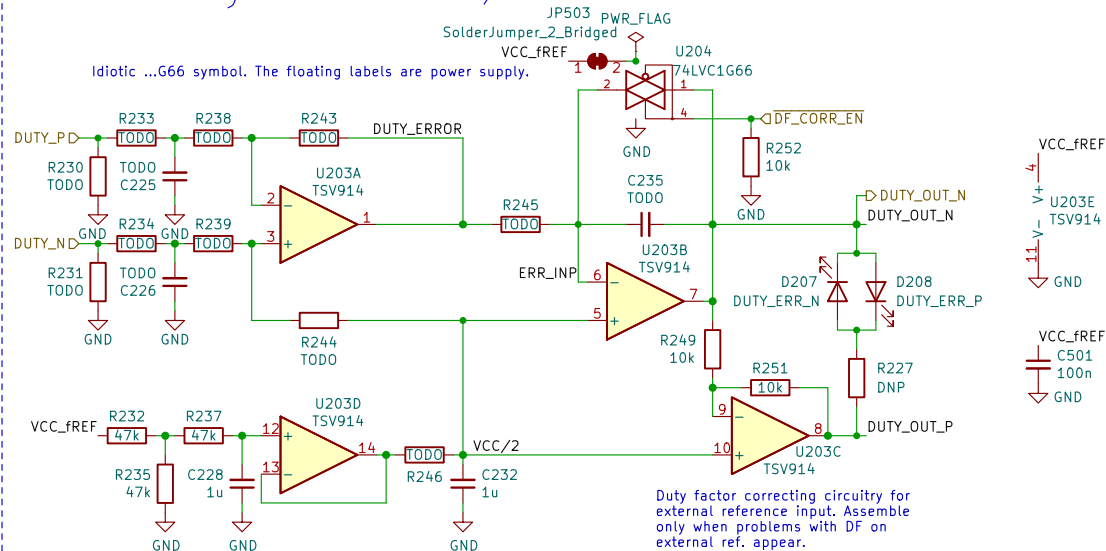 JP503
PWR_FLAG
SolderJumper_2_Bridged
VCC_fREF
1
2
U204
74LVC1G66
Idiotic ...G66 symbol. The floating labels are power supply.
2
1
4
GND
DF_CORR_EN
R252
10k
GND
DUTY_P
R233
TODO
R238
TODO
R243
TODO
DUTY_ERROR
R230
TODO
TODO
C225
GND
GND
U203A
TSV914
2
3
1
−
+
DUTY_N
R234
TODO
R239
TODO
R231
TODO
TODO
C226
GND
GND
R244
TODO
R245
TODO
C235
TODO
ERR_INP
U203B
TSV914
6
5
7
−
+
DUTY_OUT_N
DUTY_OUT_N
D207
DUTY_ERR_N
D208
DUTY_ERR_P
R249
10k
R251
10k
R227
DNP
9
10
8
−
+
U203C
TSV914
DUTY_OUT_P
VCC_fREF
4
V+
U203E
TSV914
V-
11
GND
VCC_fREF
C501
100n
GND
VCC_fREF
R232
47k
R237
47k
R235
47k
C228
1u
GND
GND
U203D
TSV914
12
13
14
+
−
TODO
R246
VCC/2
C232
1u
GND
Duty factor correcting circuitry for
external reference input. Assemble
only when problems with DF on
external ref. appear.